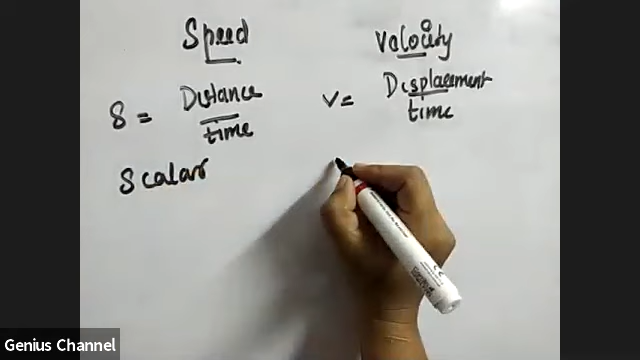 Speed
Velocity
S = Distance / time
V = Displacement / time
Scalar
Genius Channel